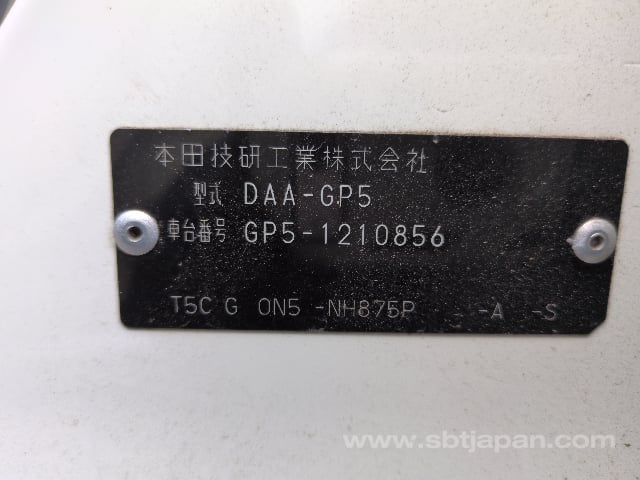 本田技研工業株式会社
型式 DAA-GP5
車台番号 GP5-1210856
T5C G ON5 -NH875P -A -S
www.sbtjapan.com